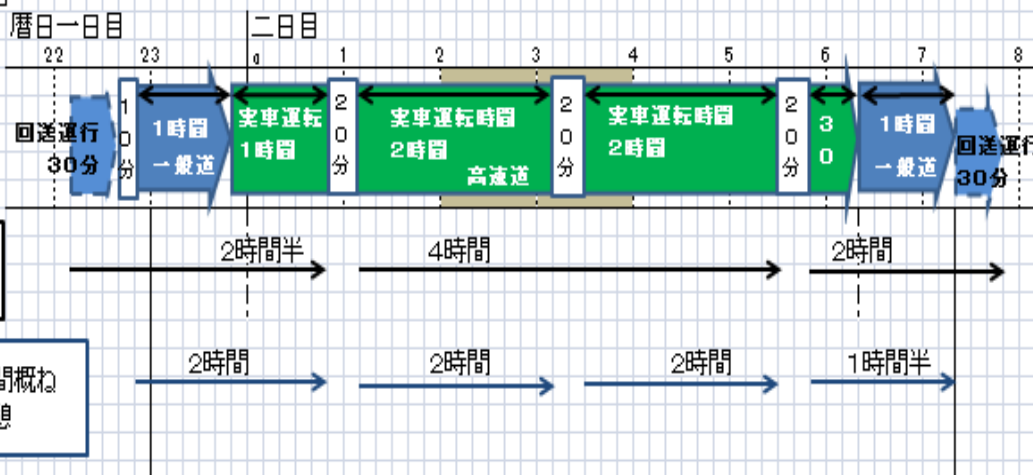 暦日一日目
二日目
22
23
0
1
2
3
4
5
6
7
8
回送運行
30分
10分
1時間
一般道
実車運転
1時間
20分
実車運転時間
2時間
高速道
20分
実車運転時間
2時間
20分
30
1時間
一般道
回送運行
30分
2時間半
4時間
2時間
間概ね
憩
2時間
2時間
2時間
1時間半